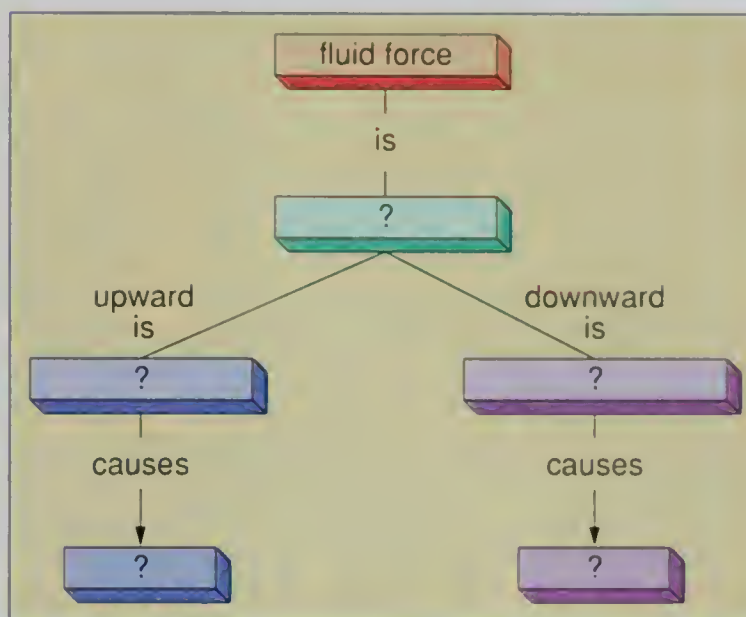 fluid force
is
?
upward
is
downward
is
?
?
causes
causes
?
?